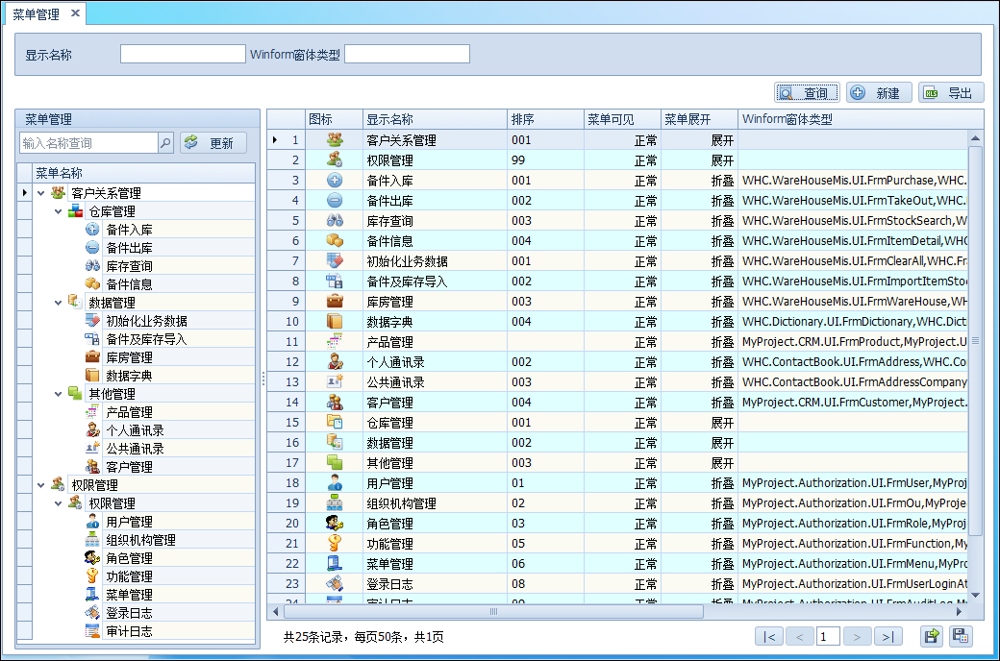 菜单管理
显示名称 Winform窗体类型
查询 新建 导出
菜单管理
输入名称查询 更新
菜单名称
客户关系管理
仓库管理
备件入库
备件出库
库存查询
备件信息
数据管理
初始化业务数据
备件及库存导入
库房管理
数据字典
其他管理
产品管理
个人通讯录
公共通讯录
客户管理
权限管理
权限管理
用户管理
组织机构管理
角色管理
功能管理
菜单管理
登录日志
审计日志
图标 显示名称 排序 菜单可见 菜单展开 Winform窗体类型
1 客户关系管理 001 正常 展开
2 权限管理 99 正常 展开
3 备件入库 001 正常 折叠 WHC.WareHouseMis.UI.FrmPurchase,WHC.
4 备件出库 002 正常 折叠 WHC.WareHouseMis.UI.FrmTakeOut,WHC.
5 库存查询 003 正常 折叠 WHC.WareHouseMis.UI.FrmStockSearch,W
6 备件信息 004 正常 折叠 WHC.WareHouseMis.UI.FrmItemDetail,WHC
7 初始化业务数据 001 正常 折叠 WHC.WareHouseMis.UI.FrmClearAll,WHC.Fr
8 备件及库存导入 002 正常 折叠 WHC.WareHouseMis.UI.FrmImportItemSto
9 库房管理 003 正常 折叠 WHC.WareHouseMis.UI.FrmWareHouse,WH
10 数据字典 004 正常 折叠 WHC.Dictionary.UI.FrmDictionary,WHC.Dict
11 产品管理 正常 折叠 MyProject.CRM.UI.FrmProduct,MyProject.U
12 个人通讯录 002 正常 折叠 WHC.ContactBook.UI.FrmAddress,WHC.Co
13 公共通讯录 003 正常 折叠 WHC.ContactBook.UI.FrmAddressCompany
14 客户管理 004 正常 折叠 MyProject.CRM.UI.FrmCustomer,MyProject.
15 仓库管理 001 正常 展开
16 数据管理 002 正常 展开
17 其他管理 003 正常 展开
18 用户管理 01 正常 折叠 MyProject.Authorization.UI.FrmUser,MyProj
19 组织机构管理 02 正常 折叠 MyProject.Authorization.UI.FrmOu,MyProje
20 角色管理 03 正常 折叠 MyProject.Authorization.UI.FrmRole,MyProj
21 功能管理 05 正常 折叠 MyProject.Authorization.UI.FrmFunction,My
22 菜单管理 06 正常 折叠 MyProject.Authorization.UI.FrmMenu,MyPro
23 登录日志 08 正常 折叠 MyProject.Authorization.UI.FrmUserLoginAt
24 审计日志 09 正常 折叠 MyProject.Authorization.UI.FrmAuditLog,My
共25条记录，每页50条，共1页 |< < 1 > >|